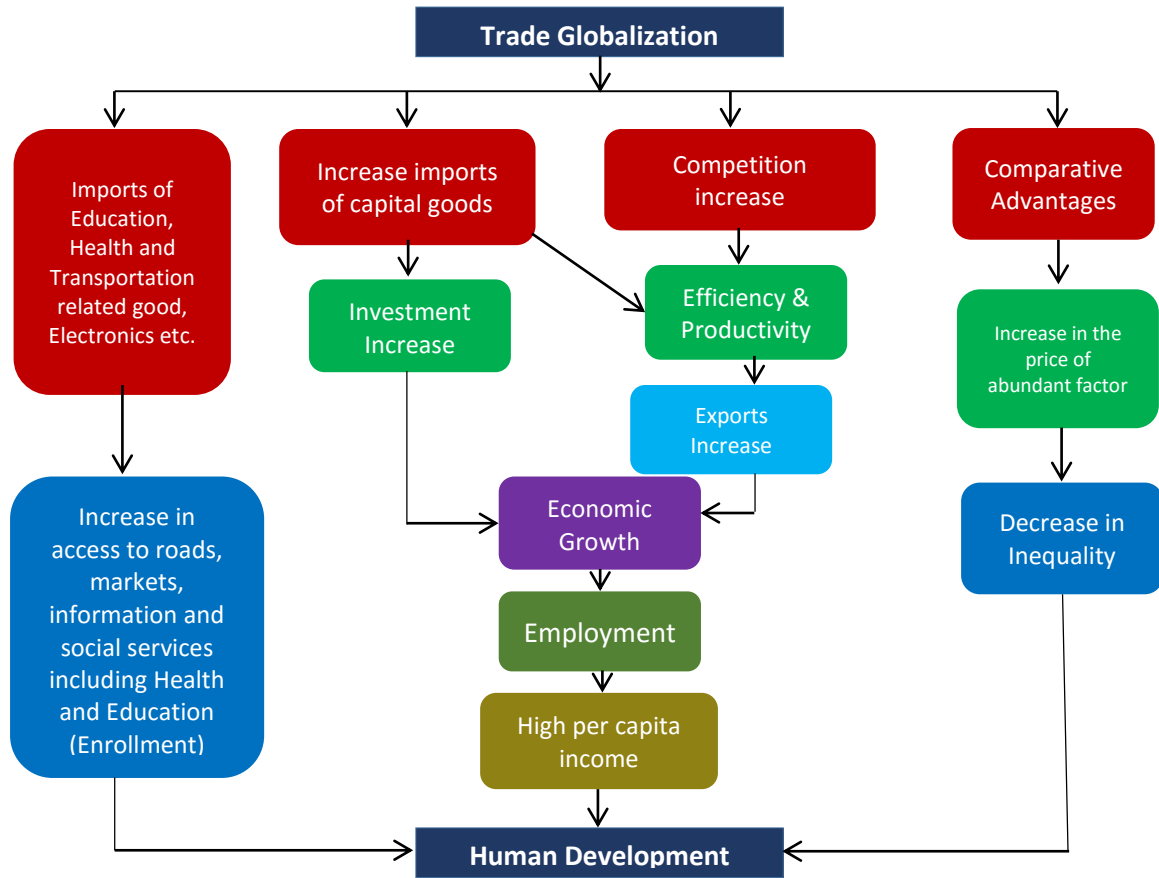 Trade Globalization
Imports of
Education,
Health and
Transportation
related good,
Electronics etc.
Increase imports
of capital goods
Competition
increase
Comparative
Advantages
Investment
Increase
Efficiency &
Productivity
Increase in the
price of
abundant factor
Exports
Increase
Increase in
access to roads,
markets,
information and
social services
including Health
and Education
(Enrollment)
Economic
Growth
Decrease in
Inequality
Employment
High per capita
income
Human Development